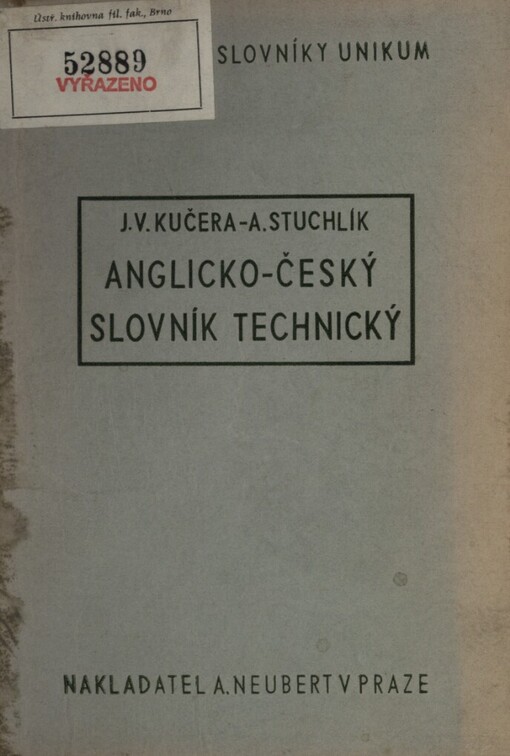 Ústř. knihovna fil. fak., Brno
52889
VYŘAZENO
SLOVNÍKY UNIKUM
J. V. KUČERA - A. STUCHLÍK
ANGLICKO-ČESKÝ
SLOVNÍK TECHNICKÝ
NAKLADATEL A. NEUBERT V PRAZE